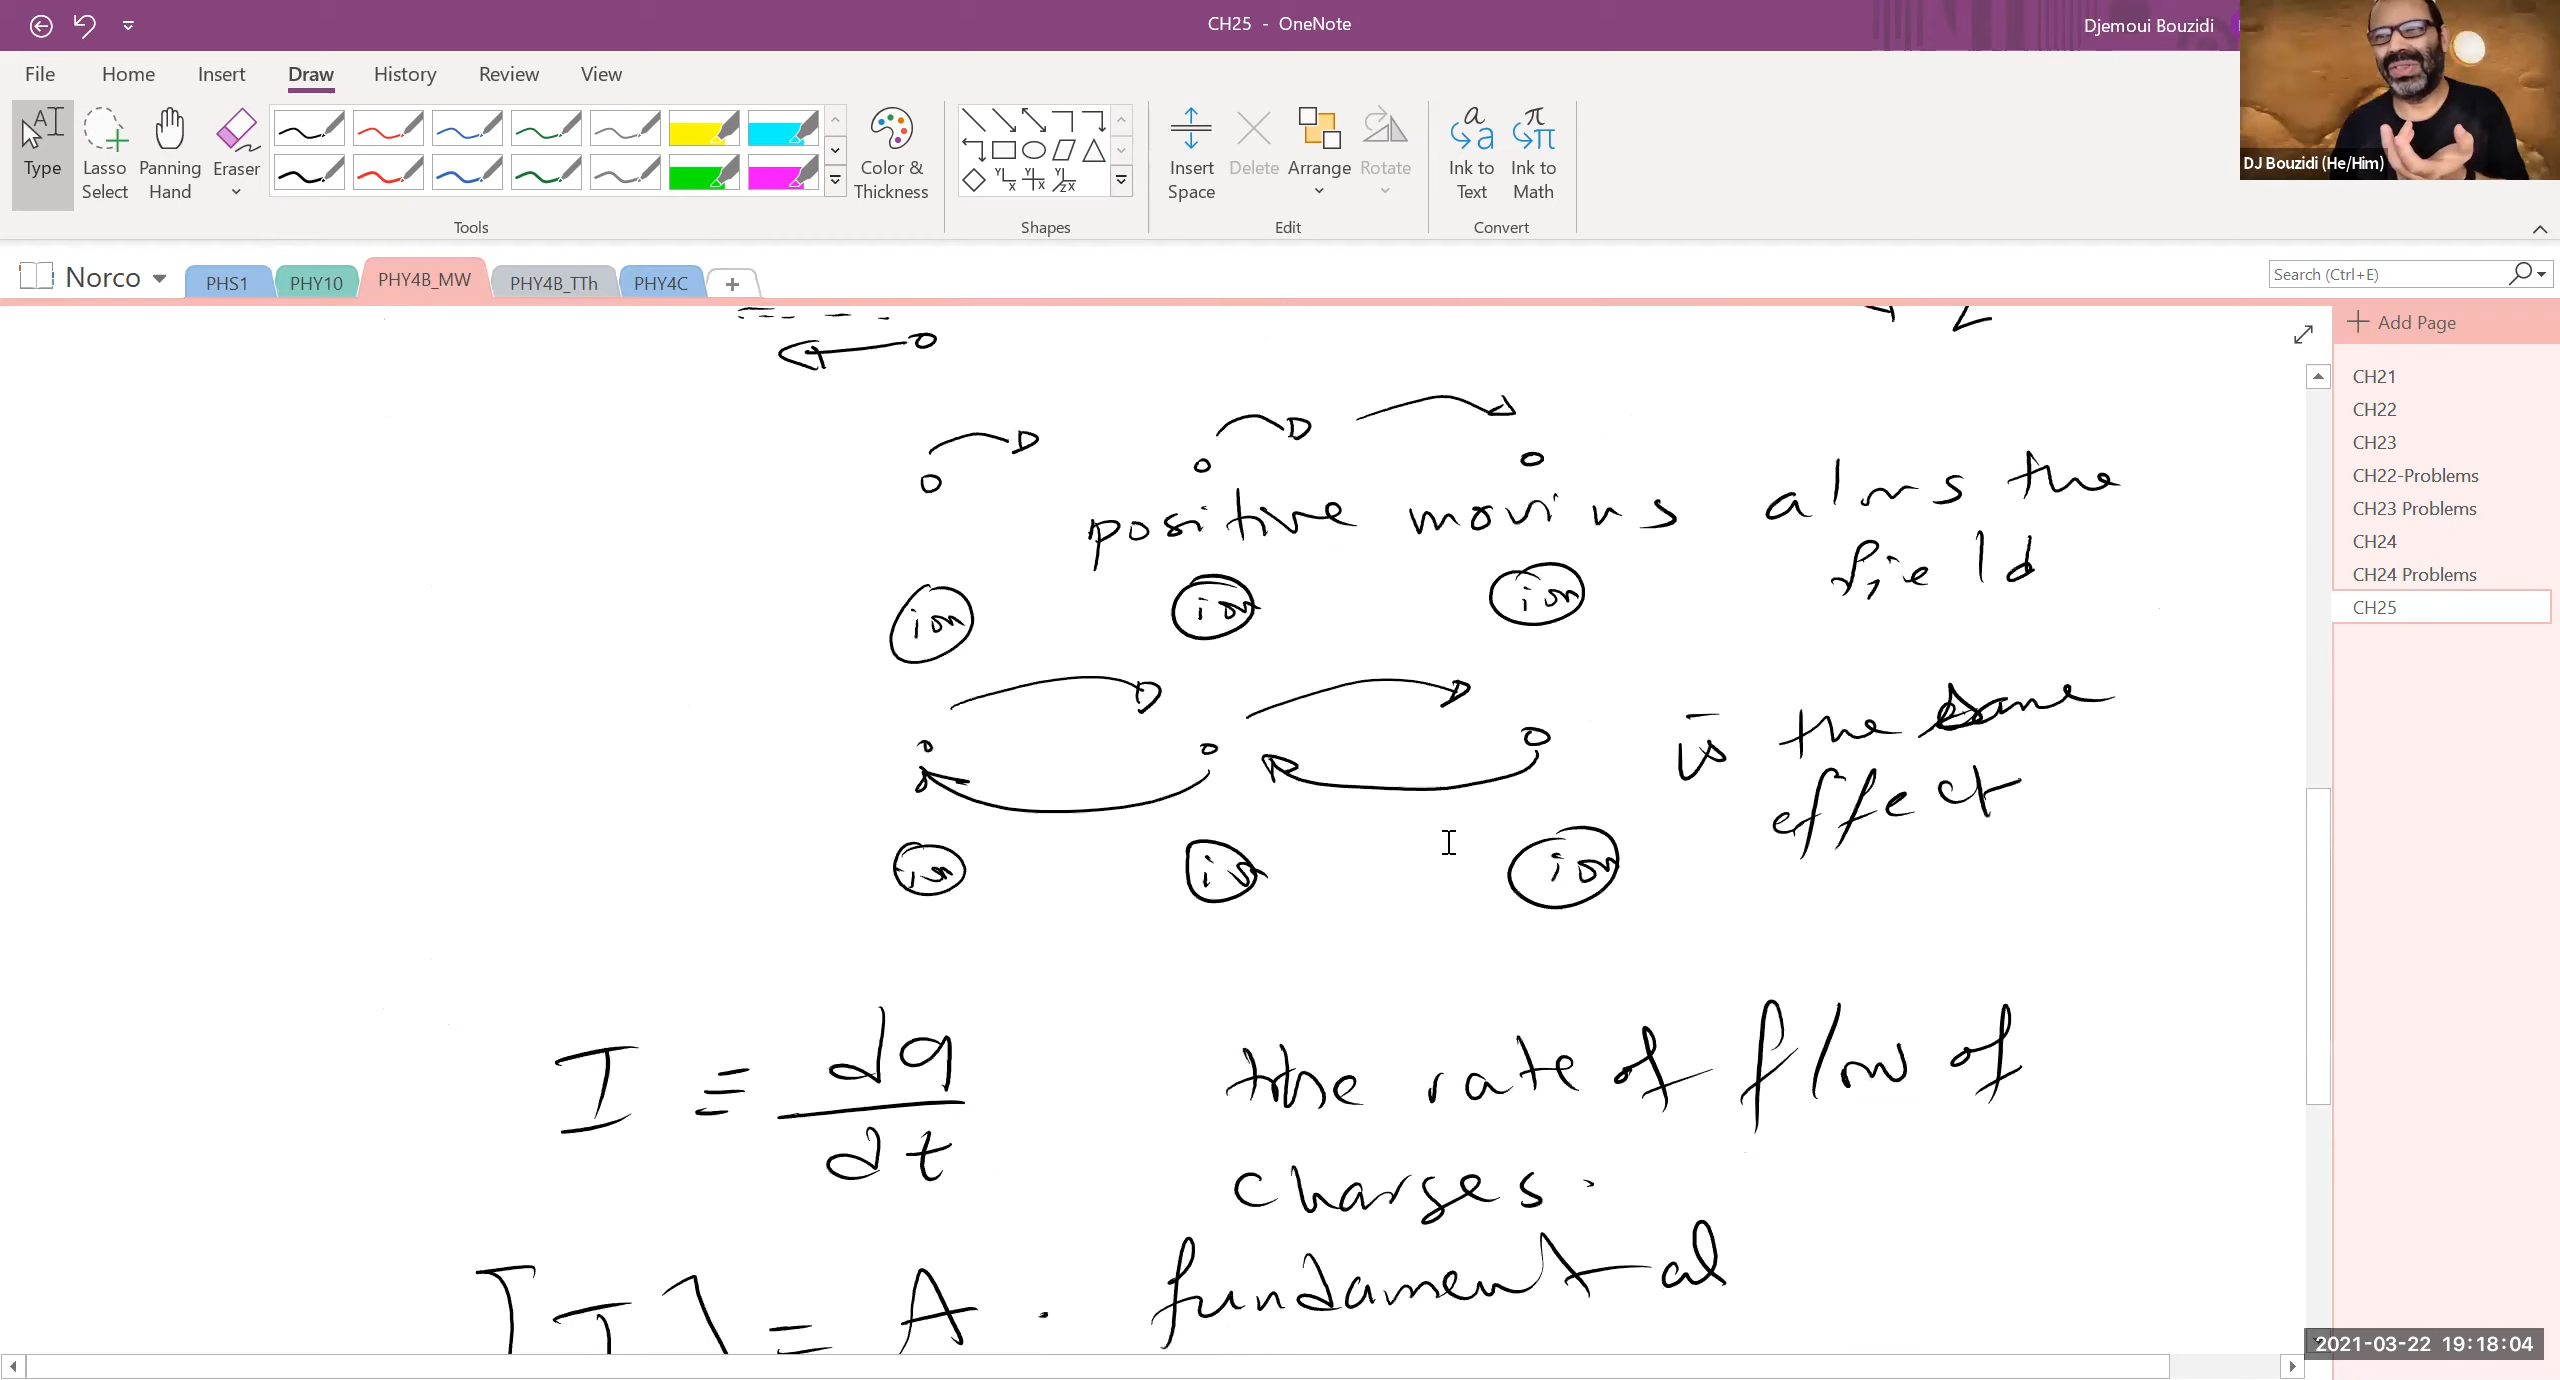 CH25 - OneNote
Djemoui Bouzidi
File Home Insert Draw History Review View
Type
Lasso Select
Panning Hand
Eraser
Color & Thickness
Insert Space
Delete
Arrange
Rotate
Ink to Text
Ink to Math
Tools
Shapes
Edit
Convert
DJ Bouzidi (He/Him)
Norco
PHS1
PHY10
PHY4B_MW
PHY4B_TTh
PHY4C
Search (Ctrl+E)
Add Page
CH21
CH22
CH23
CH22-Problems
CH23 Problems
CH24
CH24 Problems
CH25
positive moving along the
field
ion ion ion
is the same
effect
ion ion ion
I = dq/dt
the rate of flow of
charges.
[I] = A . fundamental
2021-03-22 19:18:04